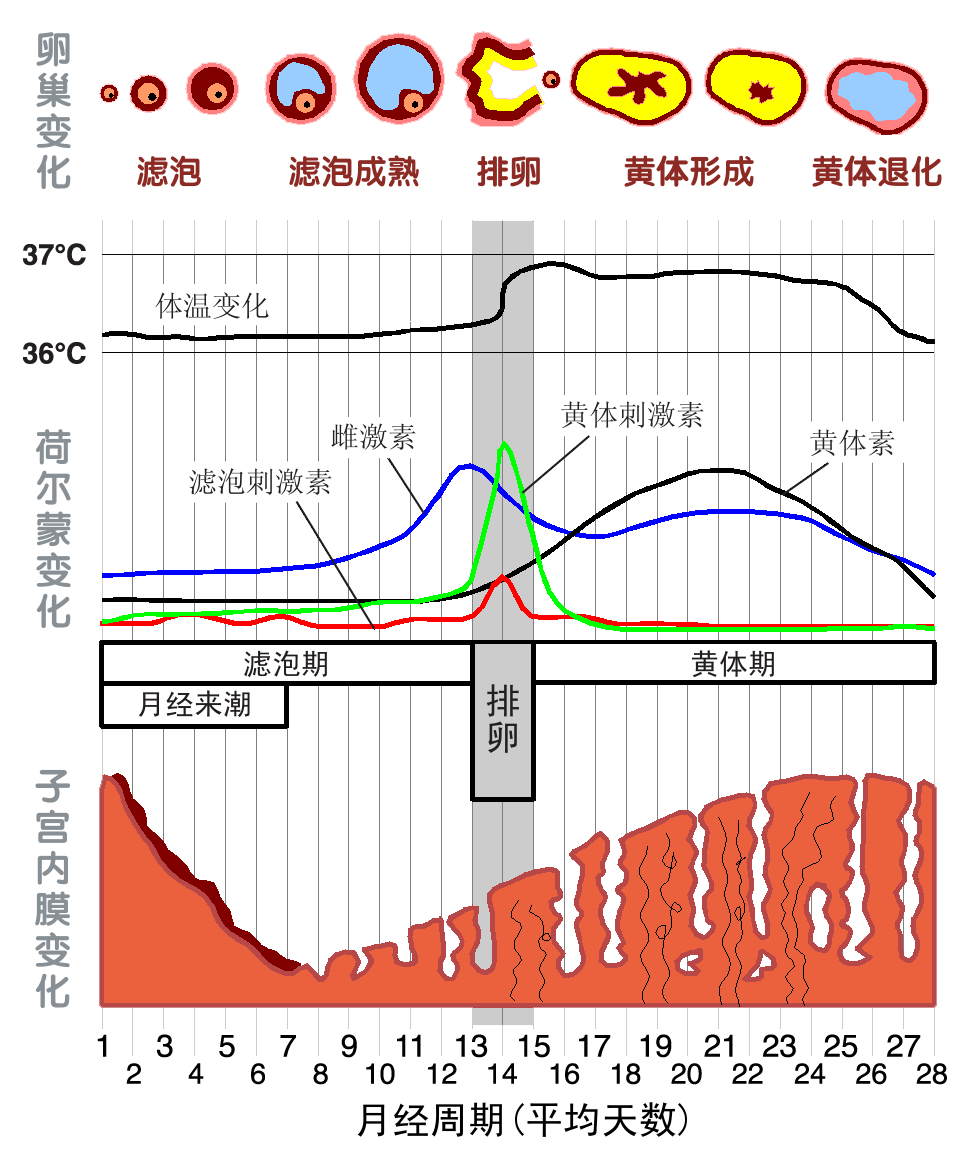 卵巢变化
滤泡
滤泡成熟
排卵
黄体形成
黄体退化
37°C
体温变化
36°C
荷尔蒙变化
滤泡刺激素
雌激素
黄体刺激素
黄体素
滤泡期
排卵
黄体期
月经来潮
子宫内膜变化
1 3 5 7 9 11 13 15 17 19 21 23 25 27
2 4 6 8 10 12 14 16 18 20 22 24 26 28
月经周期(平均天数)